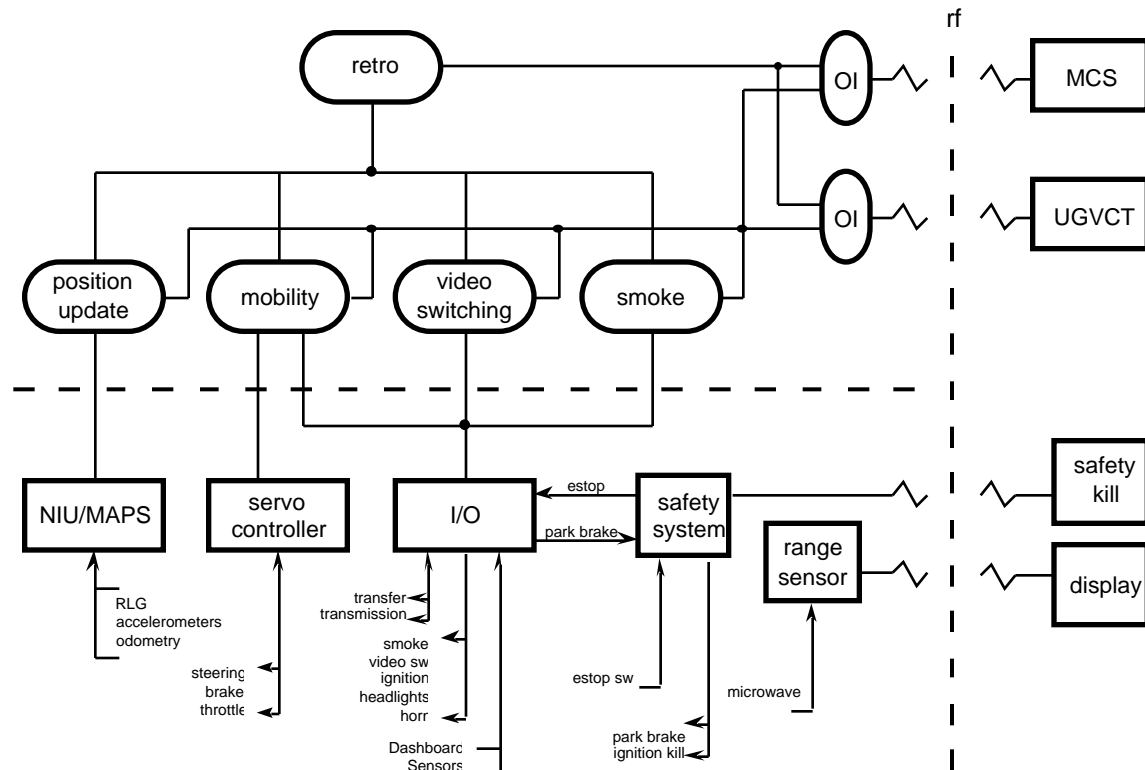 rf
retro
OI
MCS
OI
UGVCT
position
update
mobility
video
switching
smoke
NIU/MAPS
servo
controller
I/O
estop
park brake
safety
system
range
sensor
safety
kill
display
RLG
accelerometers
odometry
steering
brake
throttle
transfer
transmission
smoke
video sw
ignition
headlights
horr
Dashboard
Sensors
estop sw
park brake
ignition kill
microwave